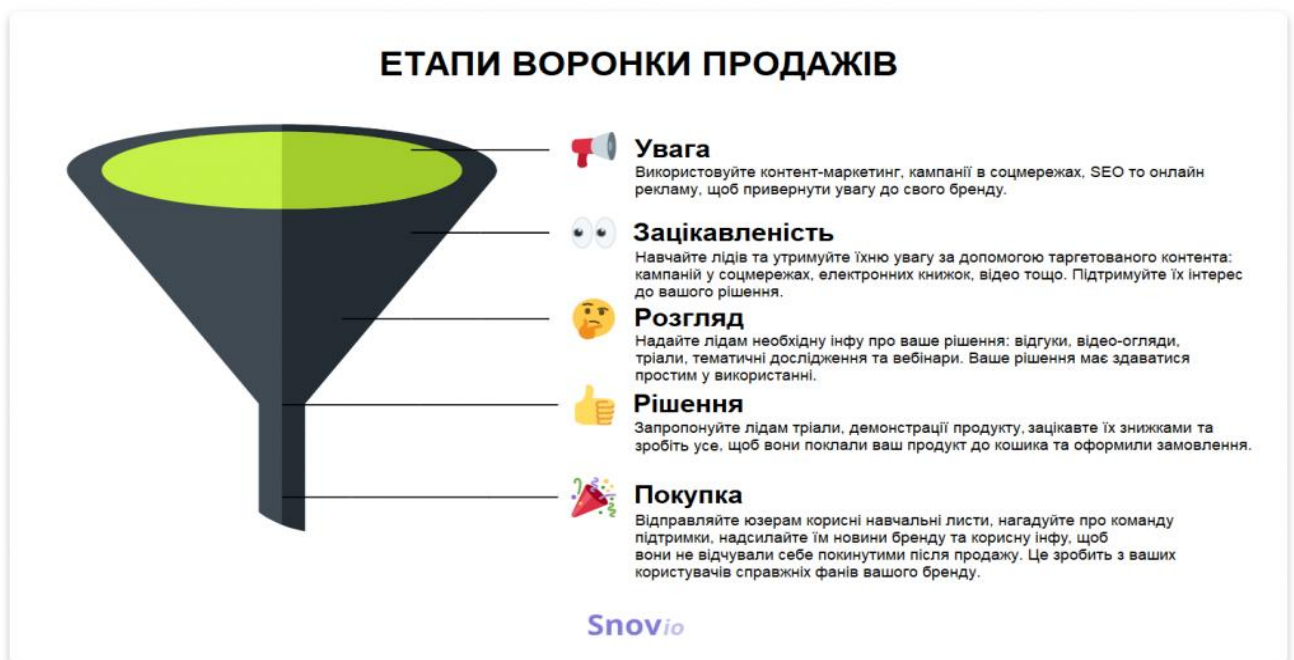 ЕТАПИ ВОРОНКИ ПРОДАЖІВ
Увага
Використовуйте контент-маркетинг, кампанії в соцмережах, SEO то онлайн
рекламу, щоб привернути увагу до свого бренду.
Зацікавленість
Навчайте лідів та утримуйте їхню увагу за допомогою таргетованого контента:
кампаній у соцмережах, електронних книжок, відео тощо. Підтримуйте їх інтерес
до вашого рішення.
Розгляд
Надайте лідам необхідну інфу про ваше рішення: відгуки, відео-огляди,
тріали, тематичні дослідження та вебінари. Ваше рішення має здаватися
простим у використанні.
Рішення
Запропонуйте лідам тріали, демонстрації продукту, зацікавте їх знижками та
зробіть усе, щоб вони поклали ваш продукт до кошика та оформили замовлення.
Покупка
Відправляйте юзерам корисні навчальні листи, нагадуйте про команду
підтримки, надсилайте їм новини бренду та корисну інфу, щоб
вони не відчували себе покинутими після продажу. Це зробить з ваших
користувачів справжніх фанів вашого бренду.
Snovio